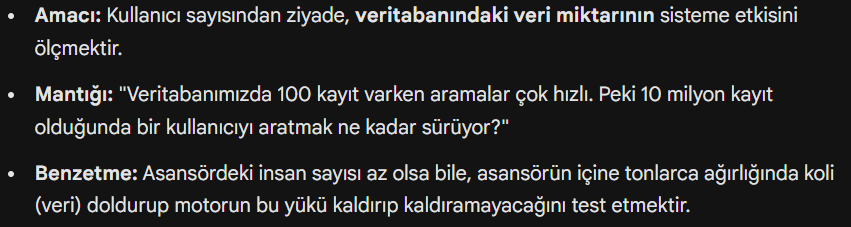 • Amacı: Kullanıcı sayısından ziyade, veritabanındaki veri miktarının sisteme etkisini
ölçmektir.
• Mantığı: "Veritabanımızda 100 kayıt varken aramalar çok hızlı. Peki 10 milyon kayıt
olduğunda bir kullanıcıyı aratmak ne kadar sürüyor?"
• Benzetme: Asansördeki insan sayısı az olsa bile, asansörün içine tonlarca ağırlığında koli
(veri) doldurup motorun bu yükü kaldırıp kaldıramayacağını test etmektir.